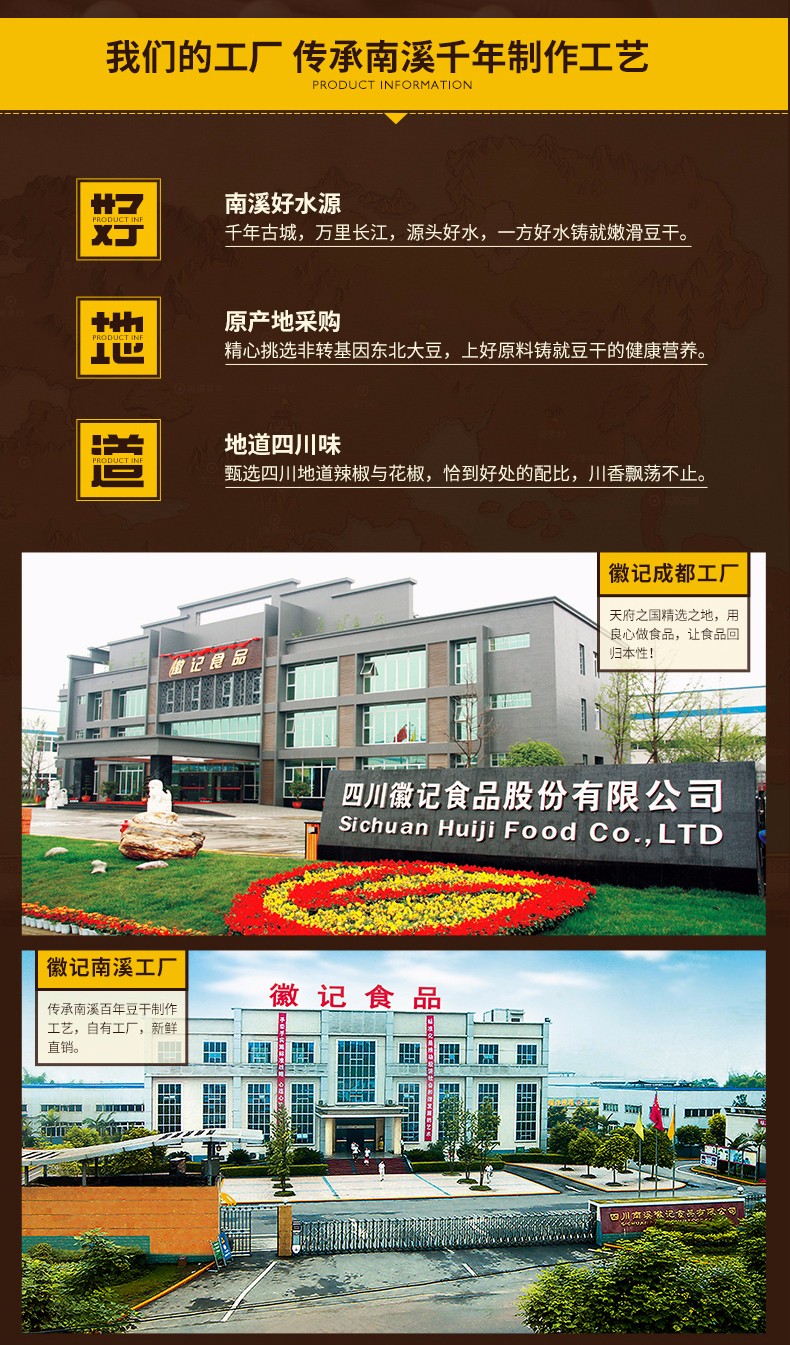 我们的工厂 传承南溪千年制作工艺
PRODUCT INFORMATION
好
PRODUCT INF
南溪好水源
千年古城，万里长江，源头好水，一方好水铸就嫩滑豆干。
地
PRODUCT INF
原产地采购
精心挑选非转基因东北大豆，上好原料铸就豆干的健康营养。
道
PRODUCT INF
地道四川味
甄选四川地道辣椒与花椒，恰到好处的配比，川香飘荡不止。
徽记成都工厂
天府之国精选之地，用
良心做食品，让食品回
归本性！
徽记食品
四川徽记食品股份有限公司
Sichuan Huiji Food Co.,LTD
徽记南溪工厂
传承南溪百年豆干制作
工艺，自有工厂，新鲜
直销。
徽记食品
四川南溪徽记食品有限公司